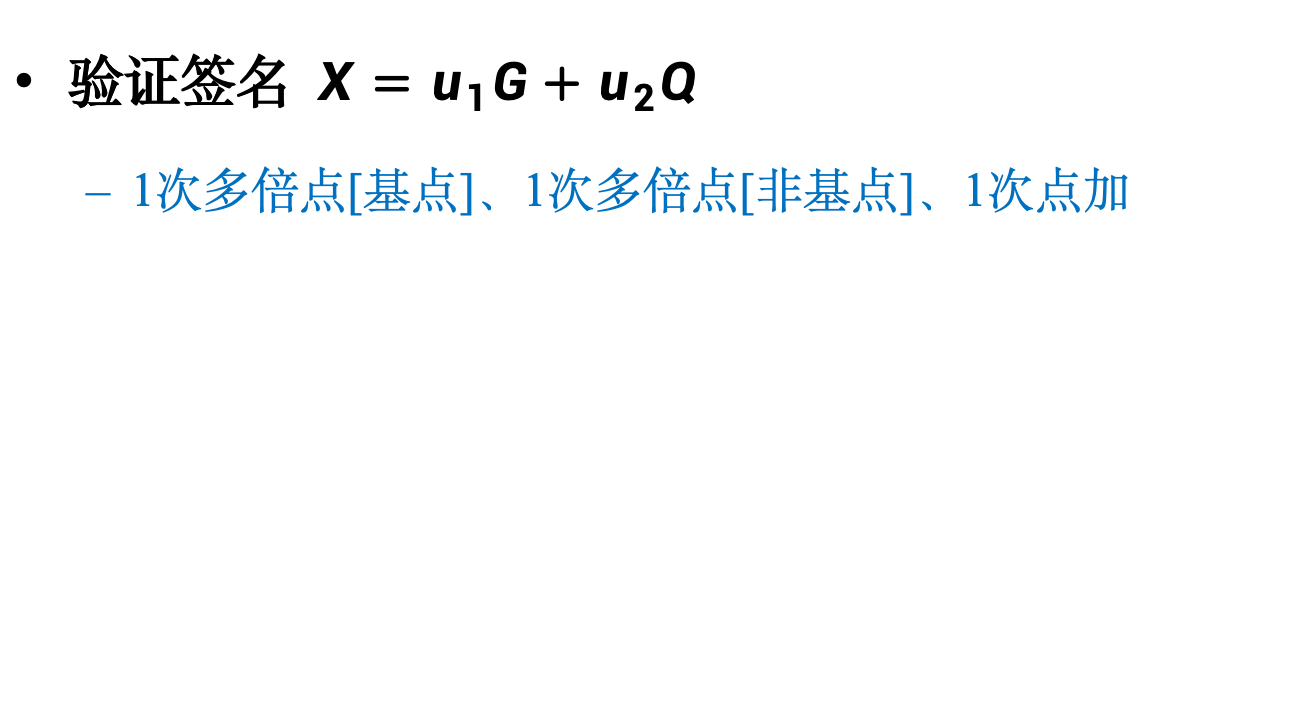 • 验证签名 X = u₁G + u₂Q
– 1次多倍点[基点]、1次多倍点[非基点]、1次点加